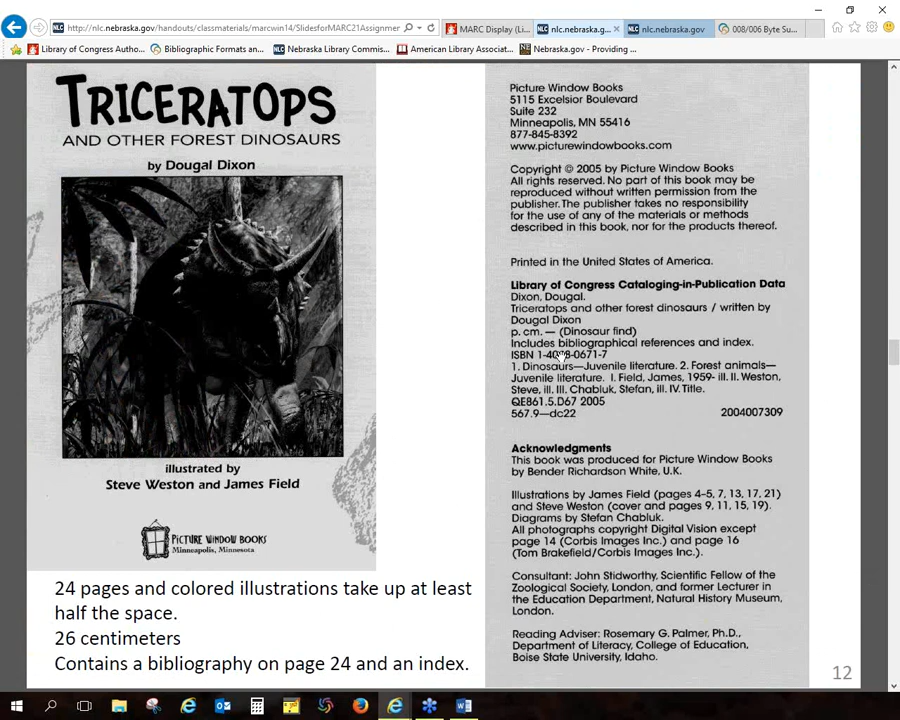 http://nlc.nebraska.gov/handouts/classmaterials/marcwin14/SlidesforMARC21Assignmer
MARC Display (Li...
nlc.nebraska.g...
nlc.nebraska.gov
008/006 Byte Su...
Library of Congress Autho...
Bibliographic Formats an...
Nebraska Library Commis...
American Library Associat...
Nebraska.gov - Providing ...
TRICERATOPS
AND OTHER FOREST DINOSAURS
by Dougal Dixon
illustrated by
Steve Weston and James Field
PICTURE WINDOW BOOKS
Minneapolis, Minnesota
24 pages and colored illustrations take up at least
half the space.
26 centimeters
Contains a bibliography on page 24 and an index.
Picture Window Books
5115 Excelsior Boulevard
Suite 232
Minneapolis, MN 55416
877-845-8392
www.picturewindowbooks.com
Copyright © 2005 by Picture Window Books
All rights reserved. No part of this book may be
reproduced without written permission from the
publisher. The publisher takes no responsibility
for the use of any of the materials or methods
described in this book, nor for the products thereof.
Printed in the United States of America.
Library of Congress Cataloging-in-Publication Data
Dixon, Dougal.
Triceratops and other forest dinosaurs / written by
Dougal Dixon
p. cm. — (Dinosaur find)
Includes bibliographical references and index.
ISBN
1. Dinosaurs—Juvenile literature. 2. Forest animals—
Juvenile literature. I. Field, James, 1959- ill. II. Weston,
Steve, ill. III. Chabluk, Stefan, ill. IV. Title.
QE861.5.D67 2005
567.9—dc22 2004007309
Acknowledgments
This book was produced for Picture Window Books
by Bender Richardson White, U.K.
Illustrations by James Field (pages 4-5, 7, 13, 17, 21)
and Steve Weston (cover and pages 9, 11, 15, 19).
Diagrams by Stefan Chabluk.
All photographs copyright Digital Vision except
page 14 (Corbis Images Inc.) and page 16
(Tom Brakefield/Corbis Images Inc.).
Consultant: John Stidworthy, Scientific Fellow of the
Zoological Society, London, and former Lecturer in
the Education Department, Natural History Museum,
London.
Reading Adviser: Rosemary G. Palmer, Ph.D.,
Department of Literacy, College of Education,
Boise State University, Idaho.
12